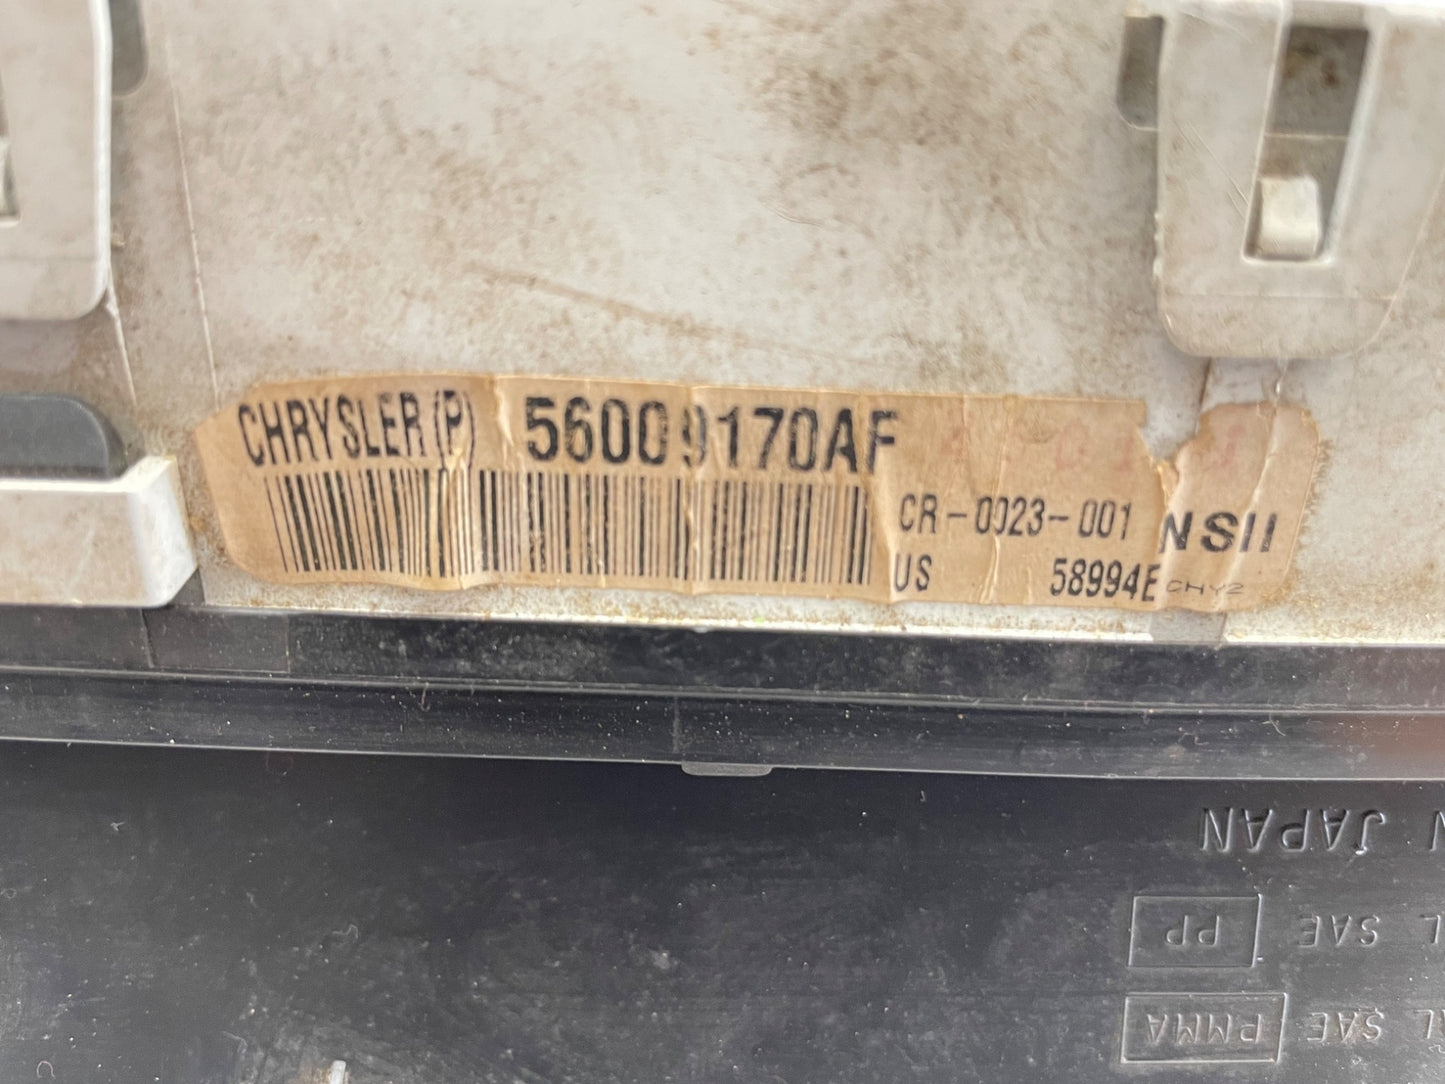 CHRYSLER(P) 56009170AF
CR-0023-001 NSII
US 58994E CHY2
JAPAN
SAE PP
SAE PMMA